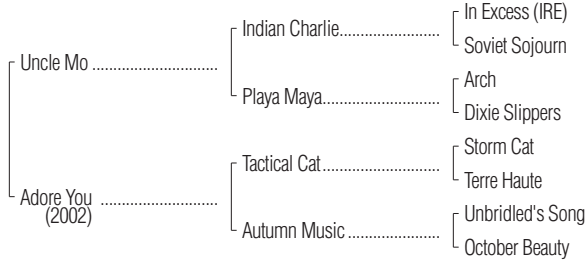 In Excess (IRE)
Indian Charlie........................
Soviet Sojourn
Uncle Mo ..............................
Arch
Playa Maya............................
Dixie Slippers
Storm Cat
Tactical Cat............................
Terre Haute
Adore You ............................
(2002)
Unbridled's Song
Autumn Music ......................
October Beauty